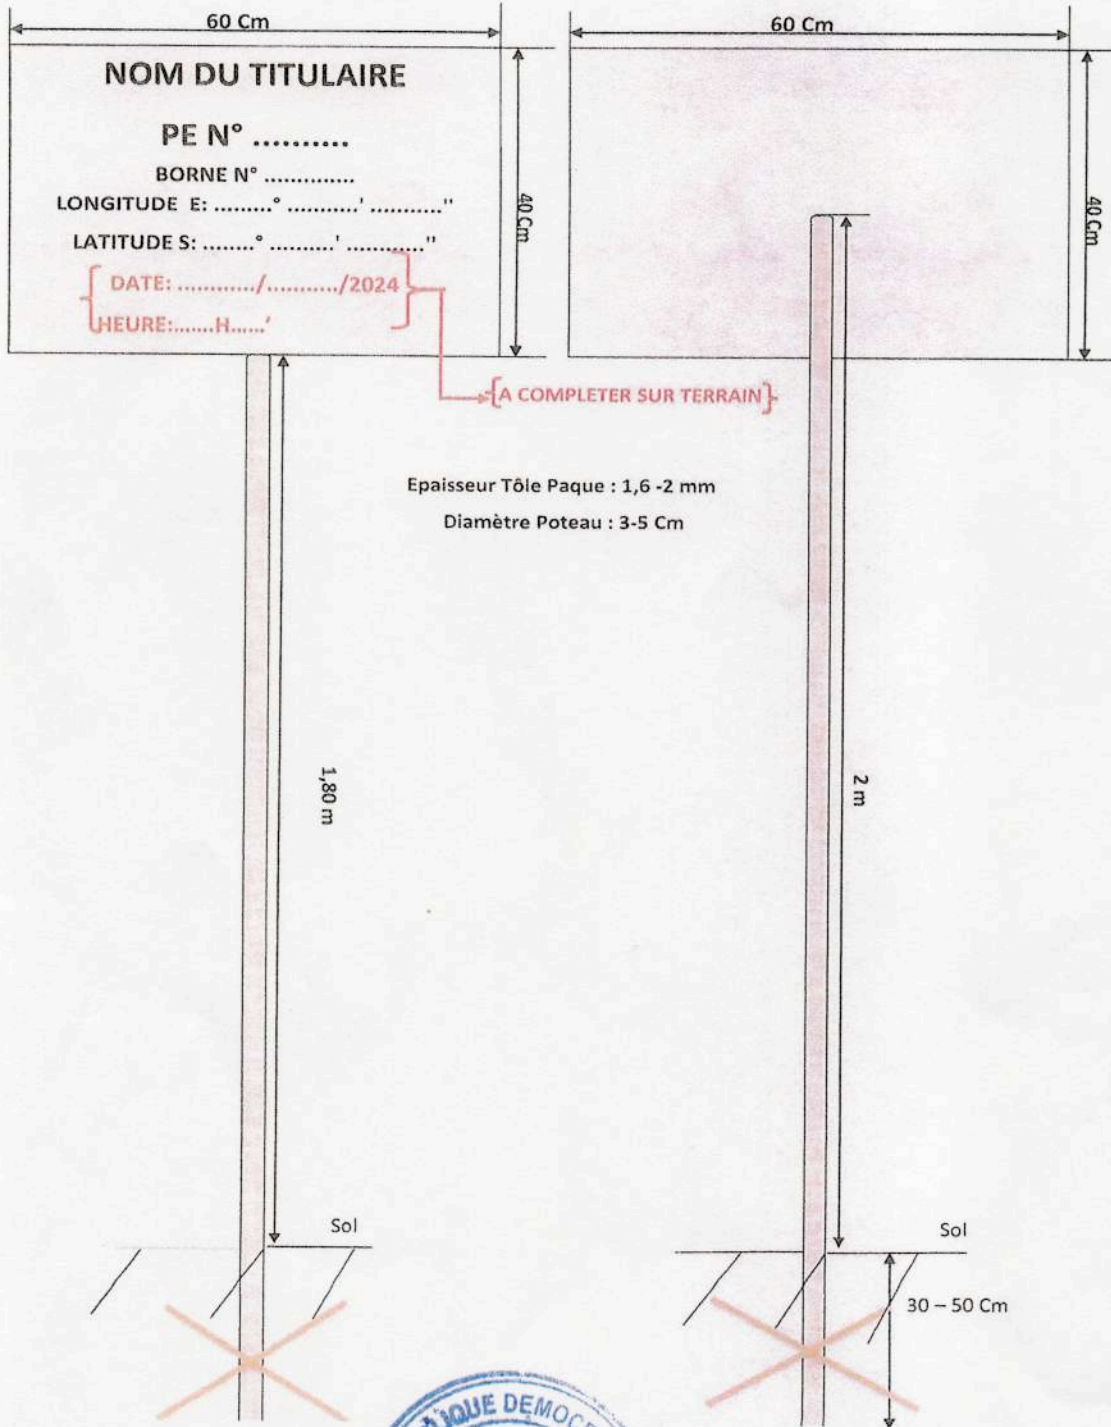 60 Cm
60 Cm
NOM DU TITULAIRE
PE N° ..........
BORNE N° ..............
LONGITUDE E: .........° ...........' ..........."
LATITUDE S: ........° ..........' ............"
DATE: ............/.........../2024
HEURE:.......H......'
40 Cm
40 Cm
{A COMPLETER SUR TERRAIN}
Epaisseur Tôle Paque : 1,6 -2 mm
Diamètre Poteau : 3-5 Cm
1,80 m
2 m
Sol
Sol
30 – 50 Cm